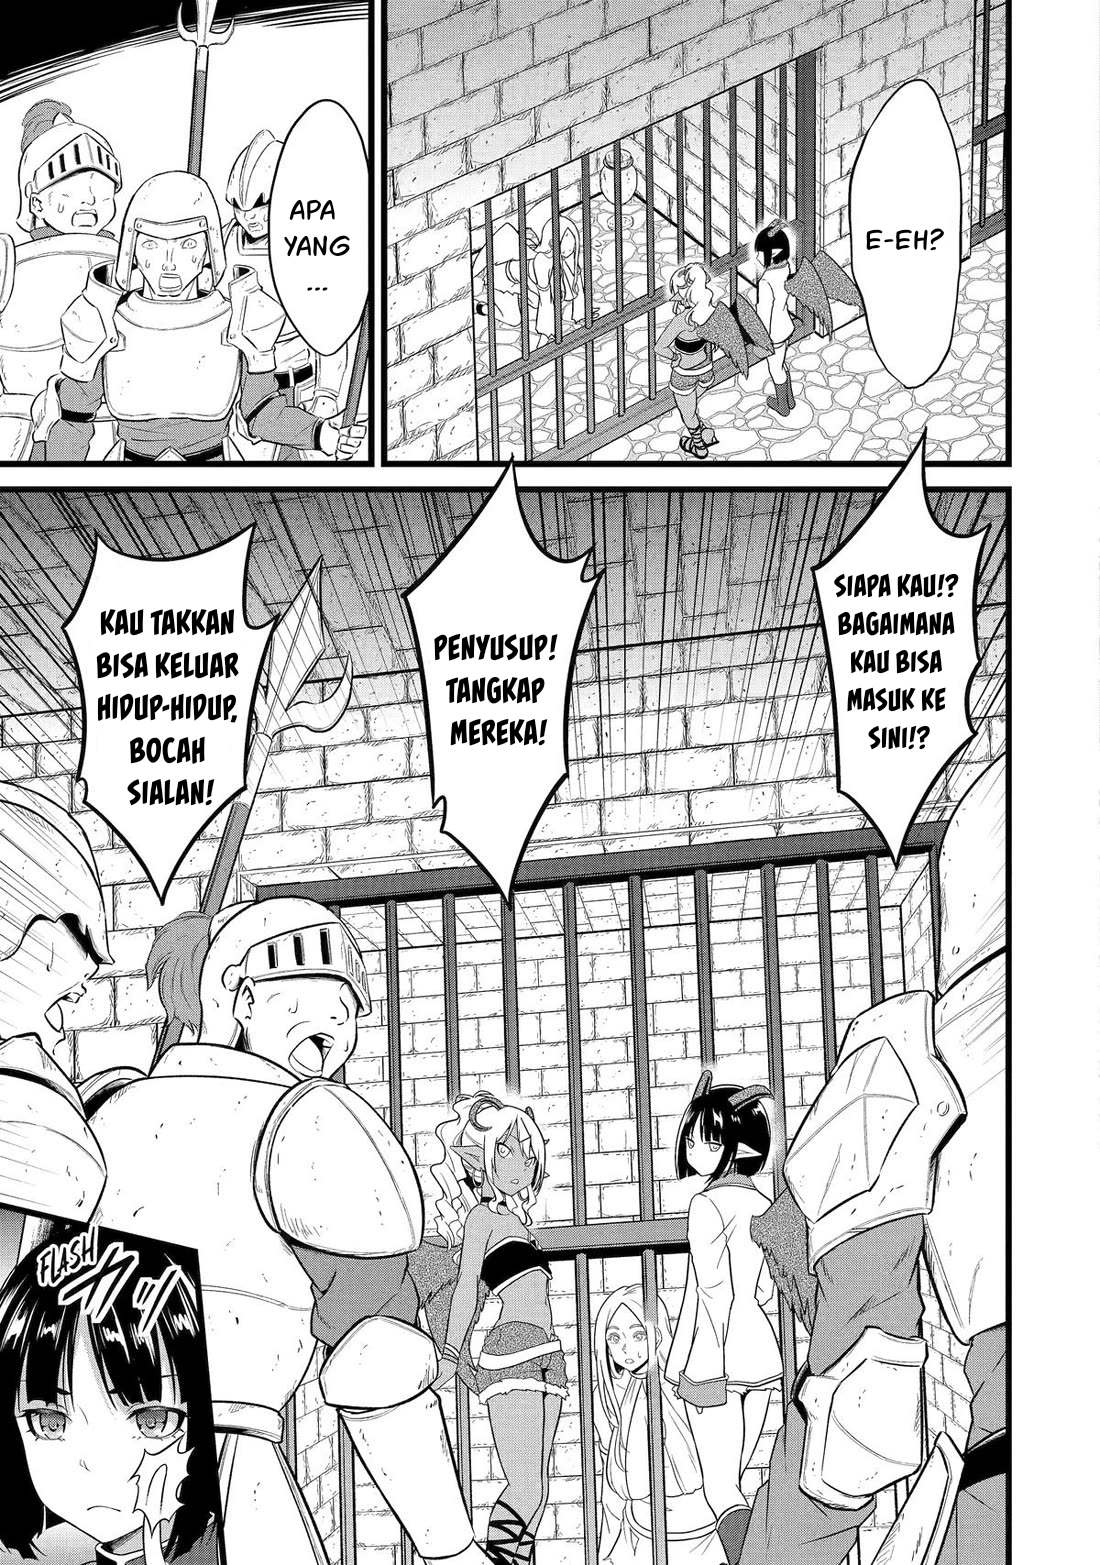 E-EH?
APA
YANG
...
SIAPA KAU!?
BAGAIMANA
KAU BISA
MASUK KE
SINI!?
PENYUSUP!
TANGKAP
MEREKA!
KAU TAKKAN
BISA KELUAR
HIDUP-HIDUP,
BOCAH
SIALAN!
FLASH